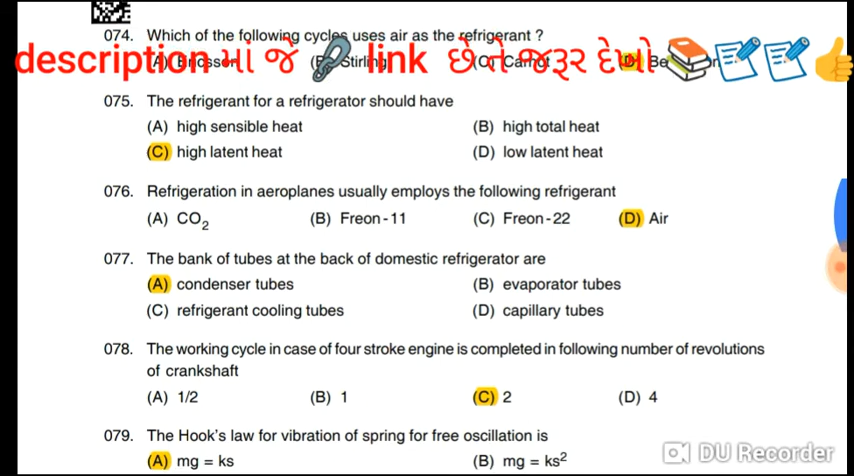 074. Which of the following cycles uses air as the refrigerant ?
description માં જે link છે તે જરૂર દેખો
(A) Ericsson (B) Stirling (C) Carnot (D)
075. The refrigerant for a refrigerator should have
(A) high sensible heat (B) high total heat
(C) high latent heat (D) low latent heat
076. Refrigeration in aeroplanes usually employs the following refrigerant
(A) CO₂ (B) Freon-11 (C) Freon-22 (D) Air
077. The bank of tubes at the back of domestic refrigerator are
(A) condenser tubes (B) evaporator tubes
(C) refrigerant cooling tubes (D) capillary tubes
078. The working cycle in case of four stroke engine is completed in following number of revolutions
of crankshaft
(A) 1/2 (B) 1 (C) 2 (D) 4
079. The Hook's law for vibration of spring for free oscillation is
(A) mg = ks (B) mg = ks²
DU Recorder